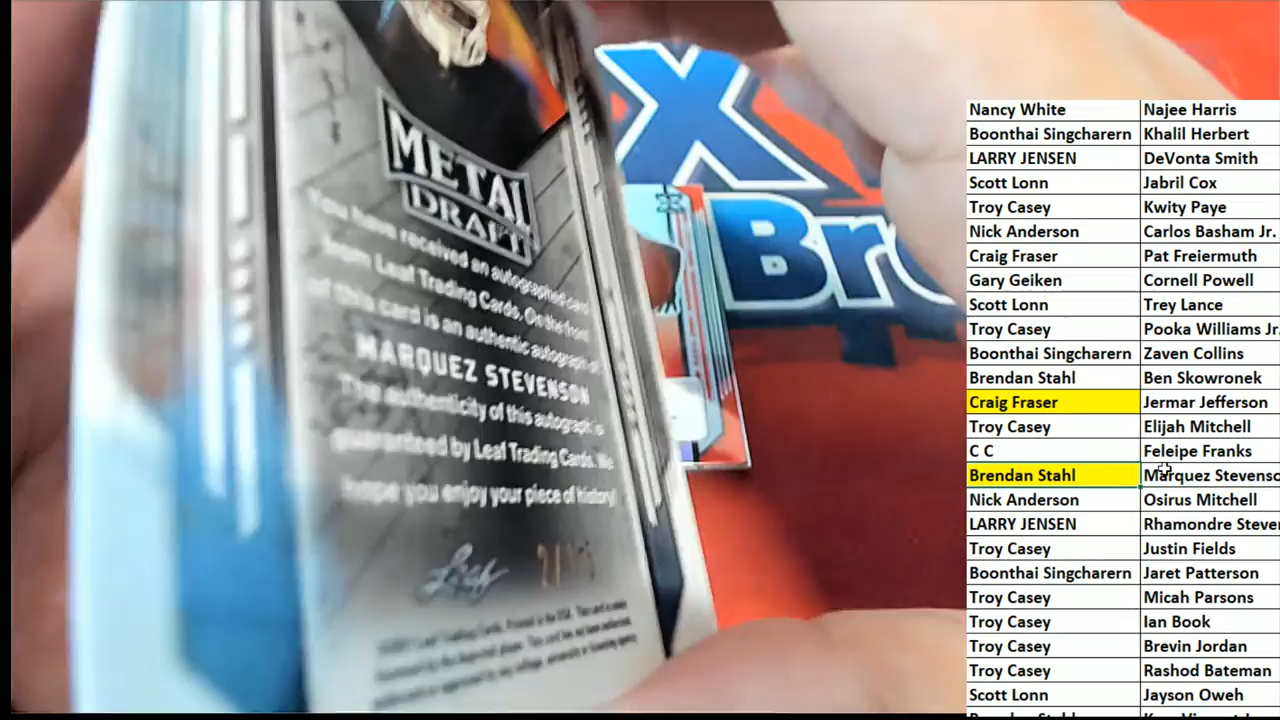 METAL
DRAFT
You have received an autographed card
from Leaf Trading Cards. On the front
of this card is an authentic autograph of
MARQUEZ STEVENSON
The authenticity of this autograph is
guaranteed by Leaf Trading Cards. We
hope you enjoy your piece of history!
Leaf
X
Bro
Nancy White Najee Harris
Boonthai Singcharern Khalil Herbert
LARRY JENSEN DeVonta Smith
Scott Lonn Jabril Cox
Troy Casey Kwity Paye
Nick Anderson Carlos Basham Jr.
Craig Fraser Pat Freiermuth
Gary Geiken Cornell Powell
Scott Lonn Trey Lance
Troy Casey Pooka Williams Jr.
Boonthai Singcharern Zaven Collins
Brendan Stahl Ben Skowronek
Craig Fraser Jermar Jefferson
Troy Casey Elijah Mitchell
C C Feleipe Franks
Brendan Stahl Marquez Stevenso
Nick Anderson Osirus Mitchell
LARRY JENSEN Rhamondre Steve
Troy Casey Justin Fields
Boonthai Singcharern Jaret Patterson
Troy Casey Micah Parsons
Troy Casey Ian Book
Troy Casey Brevin Jordan
Troy Casey Rashod Bateman
Scott Lonn Jayson Oweh